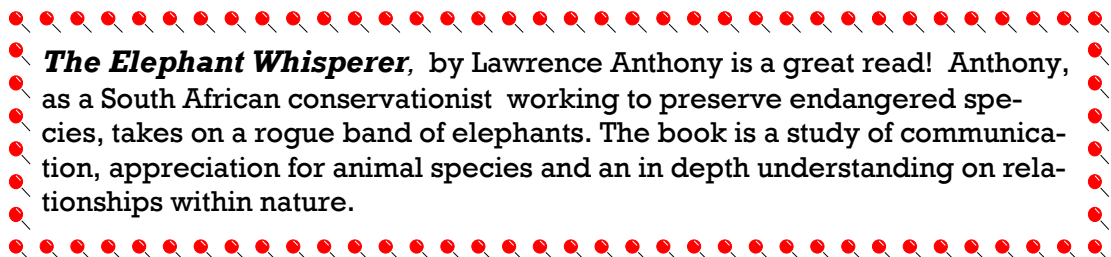 The Elephant Whisperer,  by Lawrence Anthony is a great read!  Anthony,
as a South African conservationist  working to preserve endangered spe-
cies, takes on a rogue band of elephants. The book is a study of communica-
tion, appreciation for animal species and an in depth understanding on rela-
tionships within nature.